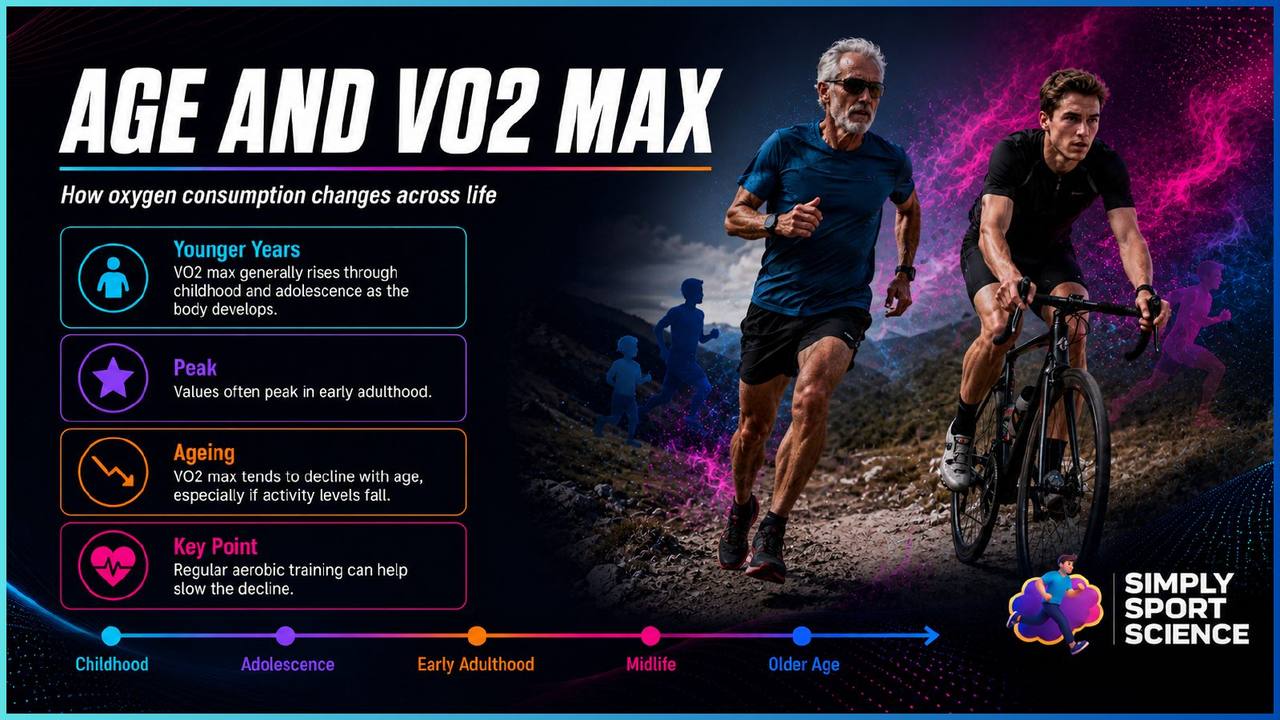 AGE AND VO2 MAX
How oxygen consumption changes across life
Younger Years
VO2 max generally rises through
childhood and adolescence as the
body develops.
Peak
Values often peak in early adulthood.
Ageing
VO2 max tends to decline with age,
especially if activity levels fall.
Key Point
Regular aerobic training can help
slow the decline.
Childhood
Adolescence
Early Adulthood
Midlife
Older Age
SIMPLY
SPORT
SCIENCE